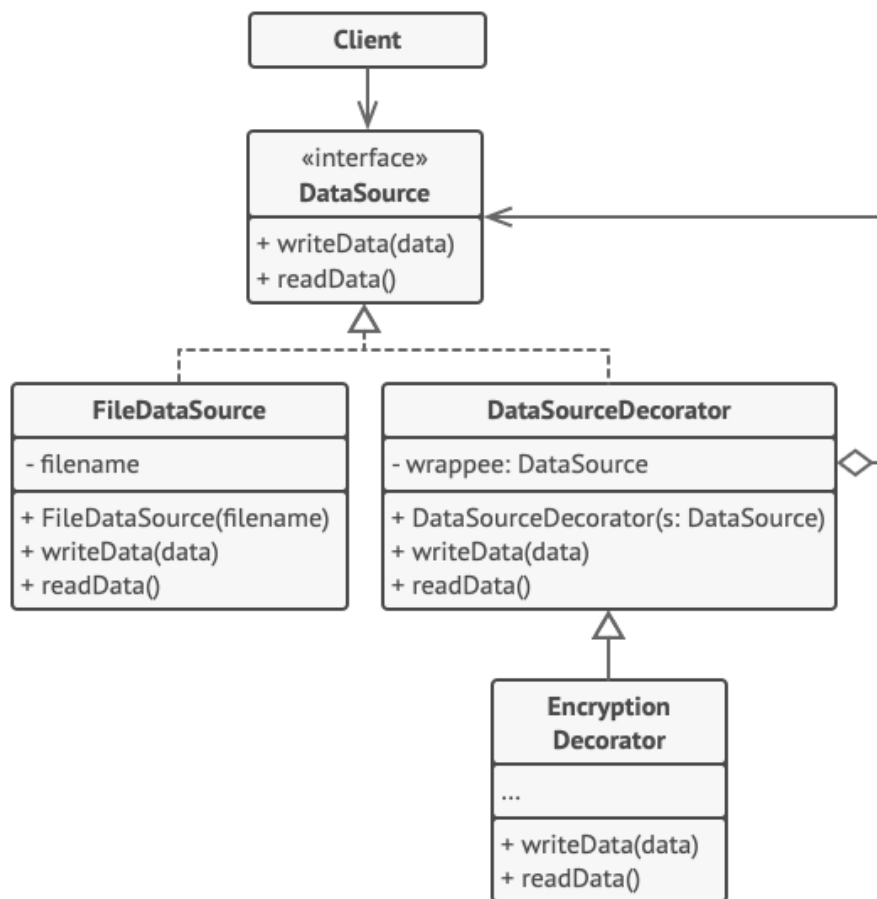 Client
«interface»
DataSource
+ writeData(data)
+ readData()
FileDataSource
- filename
+ FileDataSource(filename)
+ writeData(data)
+ readData()
DataSourceDecorator
- wrappee: DataSource
+ DataSourceDecorator(s: DataSource)
+ writeData(data)
+ readData()
Encryption
Decorator
...
+ writeData(data)
+ readData()